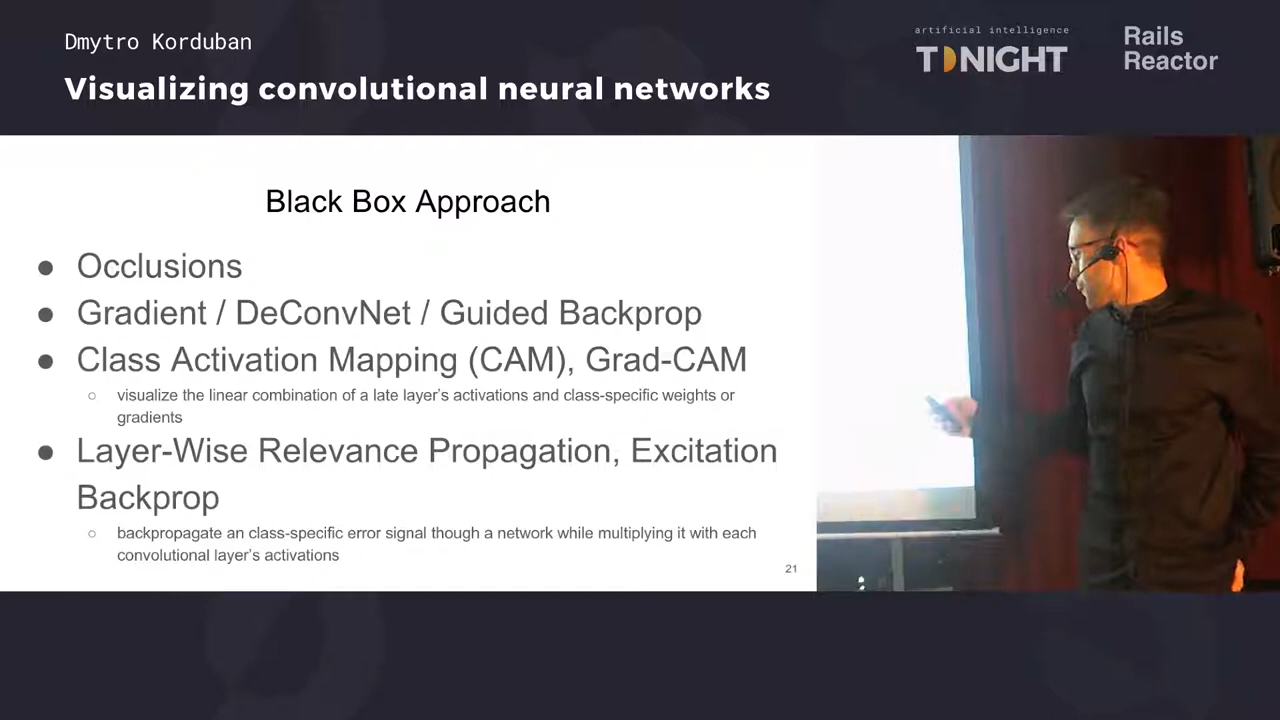 Dmytro Korduban
Visualizing convolutional neural networks
artificial intelligence
TONIGHT
Rails
Reactor
Black Box Approach
● Occlusions
● Gradient / DeConvNet / Guided Backprop
● Class Activation Mapping (CAM), Grad-CAM
○ visualize the linear combination of a late layer's activations and class-specific weights or
gradients
● Layer-Wise Relevance Propagation, Excitation
Backprop
○ backpropagate an class-specific error signal though a network while multiplying it with each
convolutional layer's activations
21